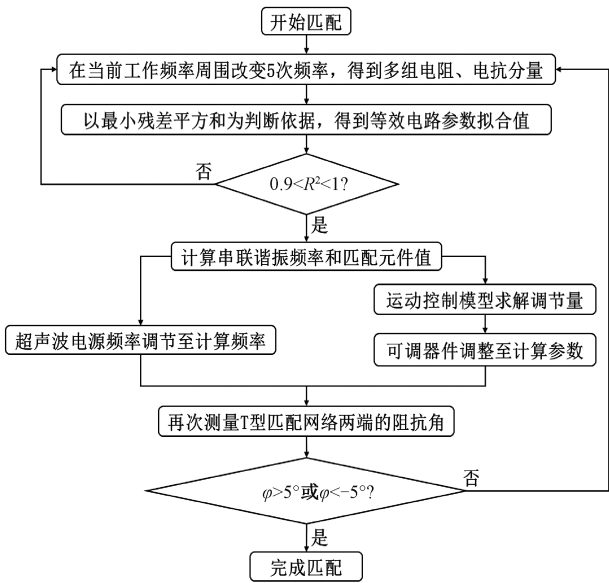 开始匹配
在当前工作频率周围改变5次频率，得到多组电阻、电抗分量
以最小残差平方和为判断依据，得到等效电路参数拟合值
否
0.9<R²<1?
是
计算串联谐振频率和匹配元件值
运动控制模型求解调节量
超声波电源频率调节至计算频率
可调器件调整至计算参数
再次测量T型匹配网络两端的阻抗角
否
φ>5°或φ<-5°?
是
完成匹配